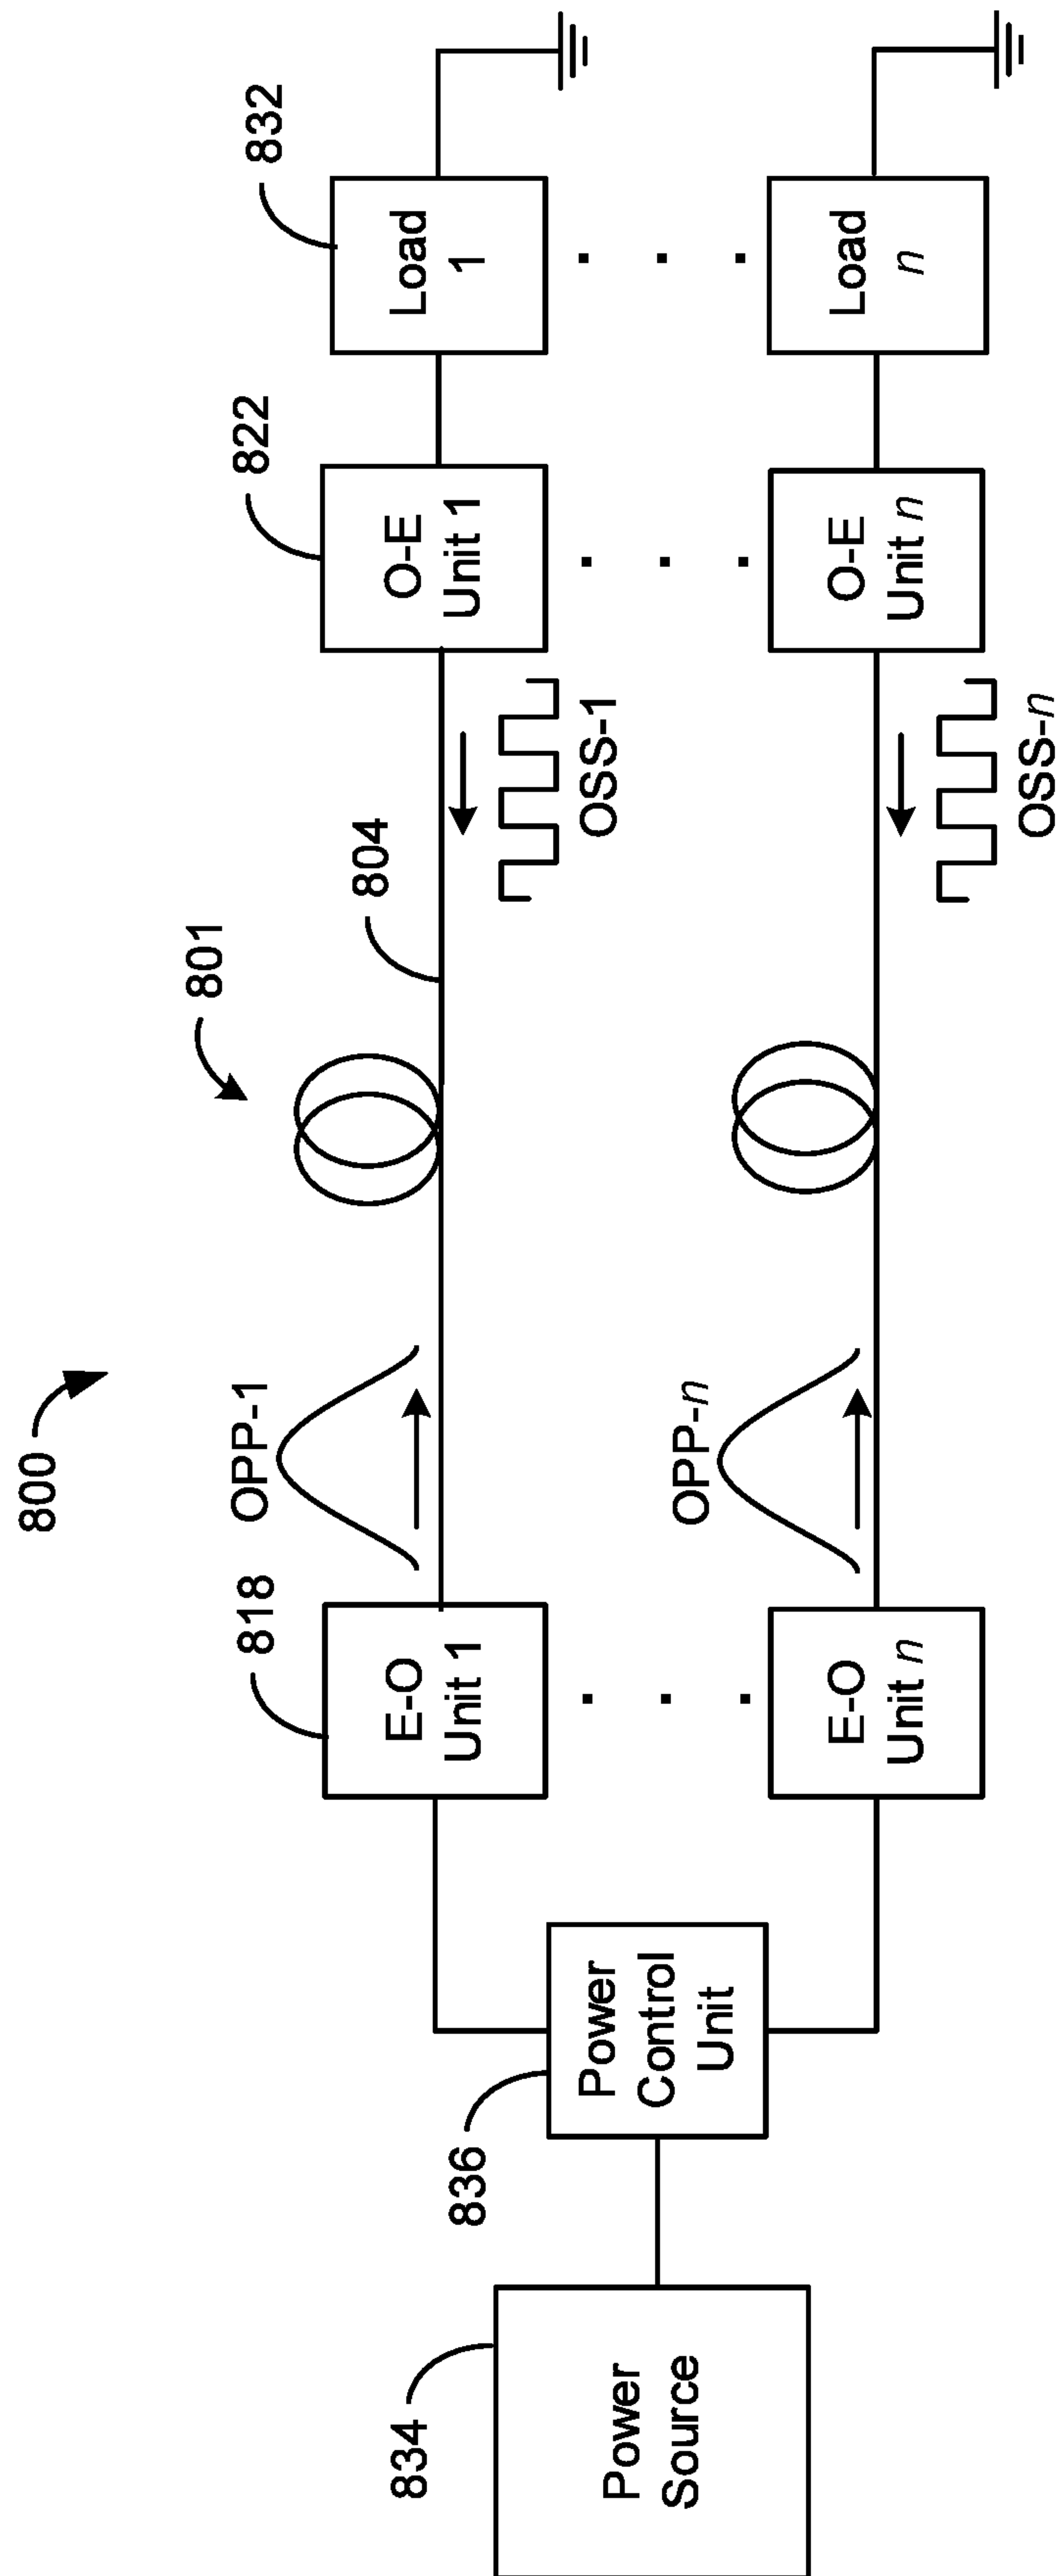 800
801
832
822
804
818
OPP-1
OSS-1
E-O
Unit 1
O-E
Unit 1
Load
1
836
834
Power
Source
Power
Control
Unit
OPP-n
OSS-n
E-O
Unit n
O-E
Unit n
Load
n